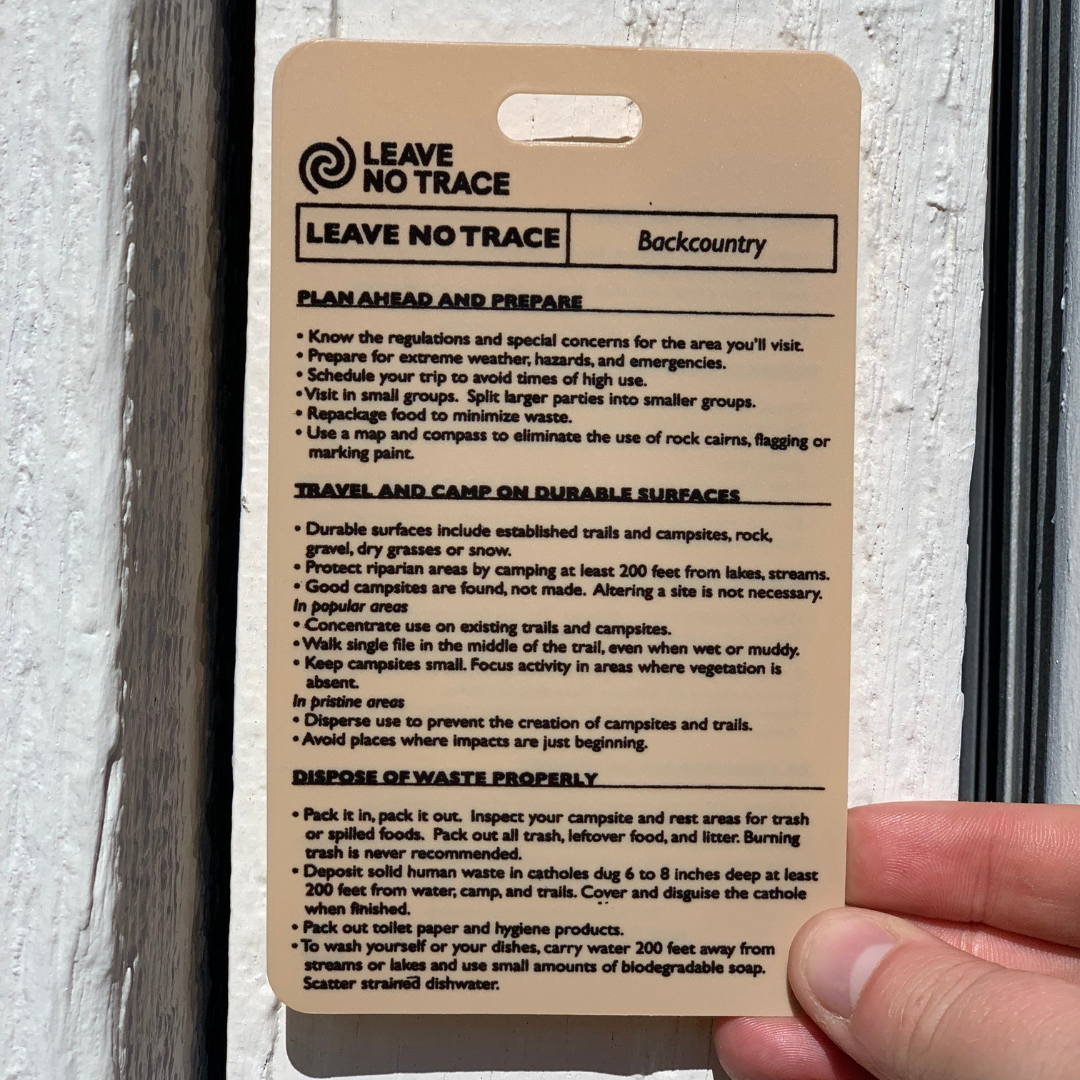 LEAVE
NO TRACE
LEAVE NO TRACE Backcountry
PLAN AHEAD AND PREPARE
• Know the regulations and special concerns for the area you'll visit.
• Prepare for extreme weather, hazards, and emergencies.
• Schedule your trip to avoid times of high use.
• Visit in small groups. Split larger parties into smaller groups.
• Repackage food to minimize waste.
• Use a map and compass to eliminate the use of rock cairns, flagging or
marking paint.
TRAVEL AND CAMP ON DURABLE SURFACES
• Durable surfaces include established trails and campsites, rock,
gravel, dry grasses or snow.
• Protect riparian areas by camping at least 200 feet from lakes, streams.
• Good campsites are found, not made. Altering a site is not necessary.
In popular areas
• Concentrate use on existing trails and campsites.
• Walk single file in the middle of the trail, even when wet or muddy.
• Keep campsites small. Focus activity in areas where vegetation is
absent.
In pristine areas
• Disperse use to prevent the creation of campsites and trails.
• Avoid places where impacts are just beginning.
DISPOSE OF WASTE PROPERLY
• Pack it in, pack it out. Inspect your campsite and rest areas for trash
or spilled foods. Pack out all trash, leftover food, and litter. Burning
trash is never recommended.
• Deposit solid human waste in catholes dug 6 to 8 inches deep at least
200 feet from water, camp, and trails. Cover and disguise the cathole
when finished.
• Pack out toilet paper and hygiene products.
• To wash yourself or your dishes, carry water 200 feet away from
streams or lakes and use small amounts of biodegradable soap.
Scatter strained dishwater.